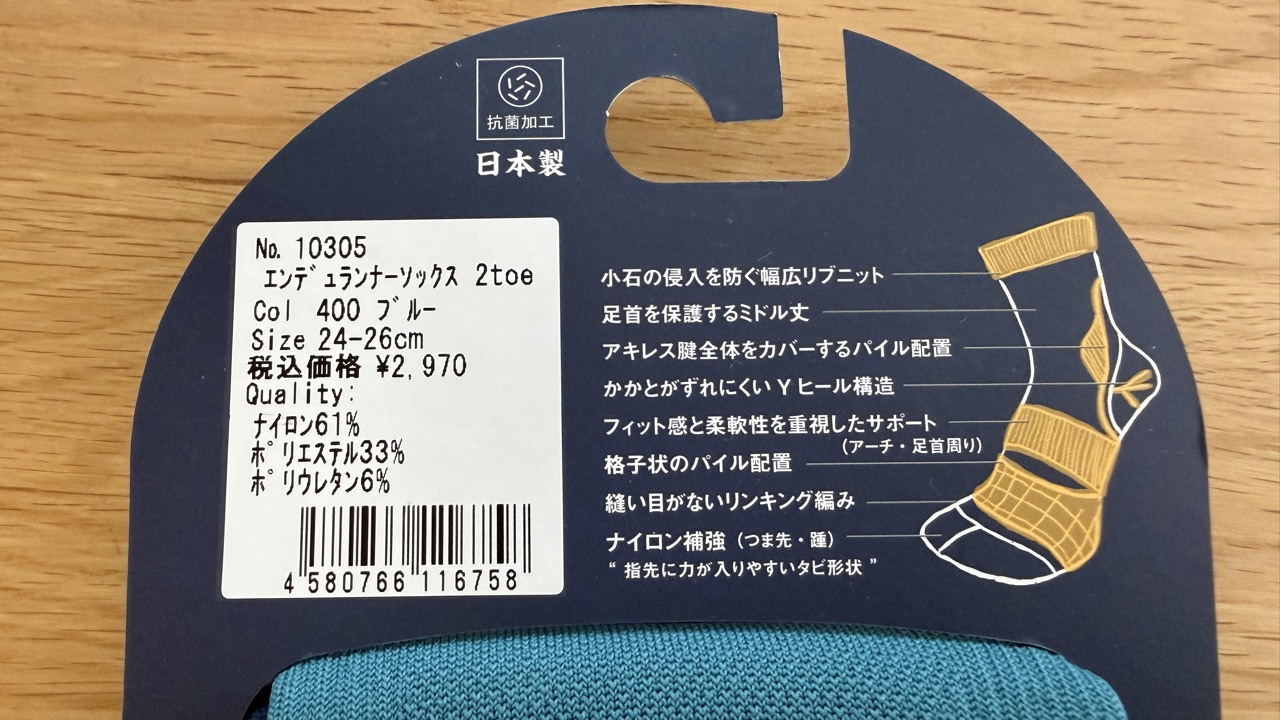 抗菌加工
日本製
No. 10305
ｴﾝﾃﾞｭﾗﾝﾅｰｿｯｸｽ 2toe
Col 400 ﾌﾞﾙｰ
Size 24-26cm
税込価格 ¥2,970
Quality:
ﾅｲﾛﾝ61%
ﾎﾟﾘｴｽﾃﾙ33%
ﾎﾟﾘｳﾚﾀﾝ6%
4 580766 116758
小石の侵入を防ぐ幅広リブニット
足首を保護するミドル丈
アキレス腱全体をカバーするパイル配置
かかとがずれにくいYヒール構造
フィット感と柔軟性を重視したサポート
(アーチ・足首周り)
格子状のパイル配置
縫い目がないリンキング編み
ナイロン補強(つま先・踵)
“指先に力が入りやすいタビ形状”